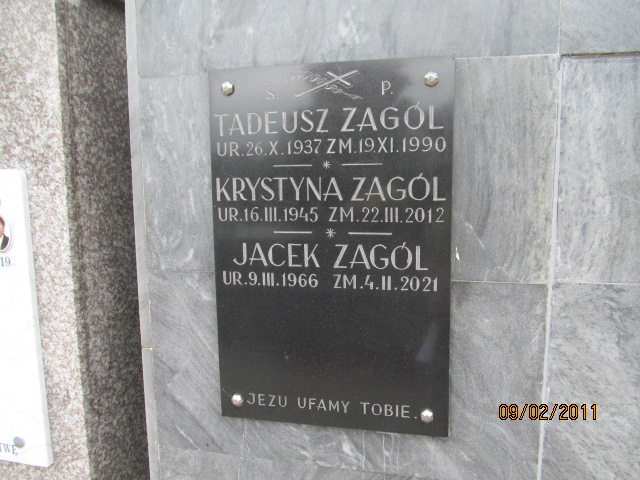 Ś. P.
TADEUSZ ZAGÓL
UR.26.X.1937 ZM.19.XI.1990
KRYSTYNA ZAGÓL
UR.16.III.1945 ZM.22.III.2012
JACEK ZAGÓL
UR.9.III.1966 ZM.4.II.2021
JEZU UFAMY TOBIE.
19
09/02/2011